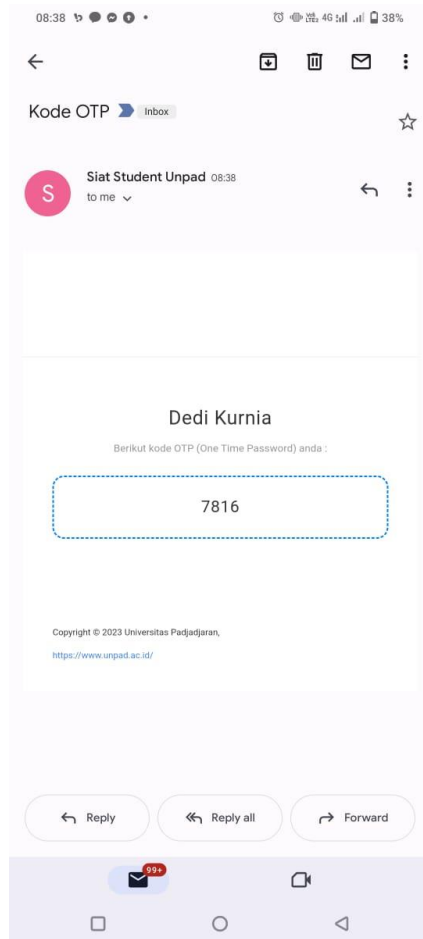 08:38
4G 38%
Kode OTP Inbox
S
Siat Student Unpad 08:38
to me
Dedi Kurnia
Berikut kode OTP (One Time Password) anda :
7816
Copyright © 2023 Universitas Padjadjaran,
https://www.unpad.ac.id/
Reply
Reply all
Forward
99+